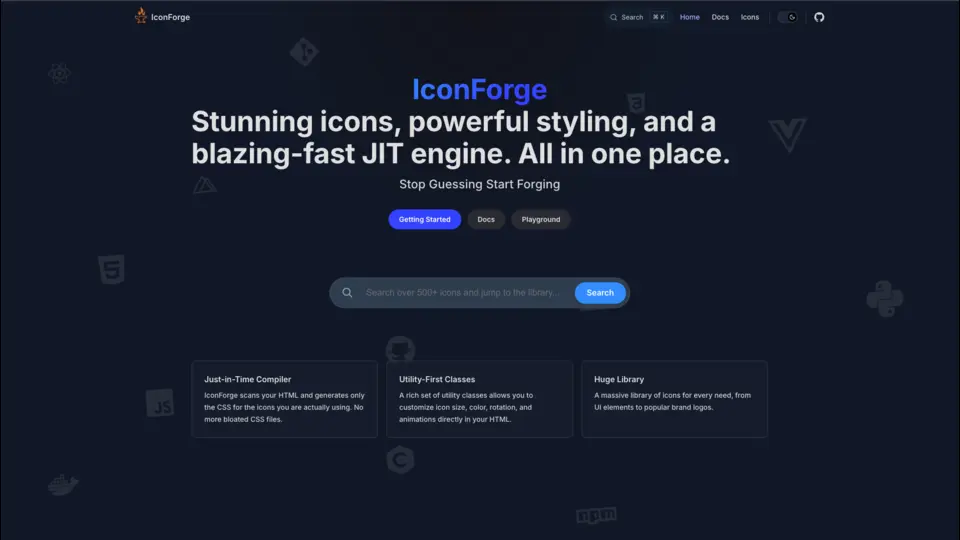 IconForge
Search ⌘ K Home Docs Icons
IconForge
Stunning icons, powerful styling, and a
blazing-fast JIT engine. All in one place.
Stop Guessing Start Forging
Getting Started Docs Playground
Search over 500+ icons and jump to the library... Search
Just-in-Time Compiler
IconForge scans your HTML and generates only
the CSS for the icons you are actually using. No
more bloated CSS files.
Utility-First Classes
A rich set of utility classes allows you to
customize icon size, color, rotation, and
animations directly in your HTML.
Huge Library
A massive library of icons for every need, from
UI elements to popular brand logos.
3
5
JS
C
npm